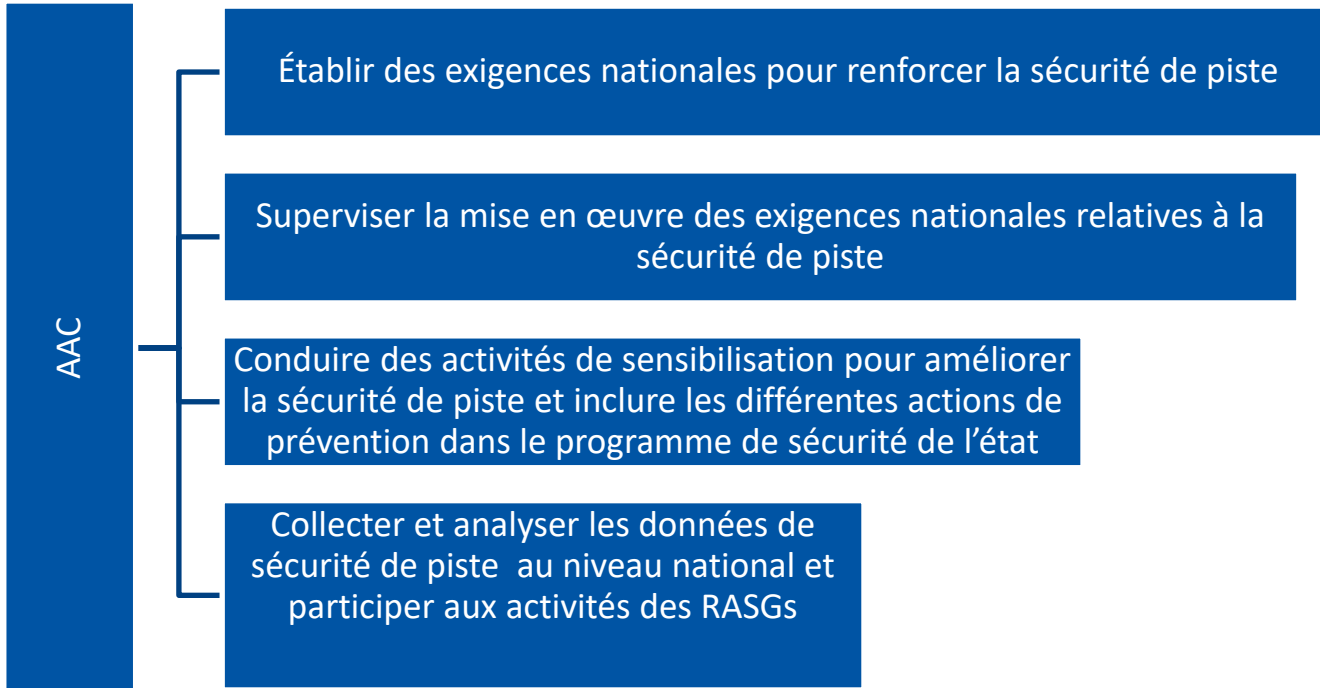 AAC
Établir des exigences nationales pour renforcer la sécurité de piste
Superviser la mise en œuvre des exigences nationales relatives à la
sécurité de piste
Conduire des activités de sensibilisation pour améliorer
la sécurité de piste et inclure les différentes actions de
prévention dans le programme de sécurité de l’état
Collecter et analyser les données de
sécurité de piste  au niveau national et
participer aux activités des RASGs